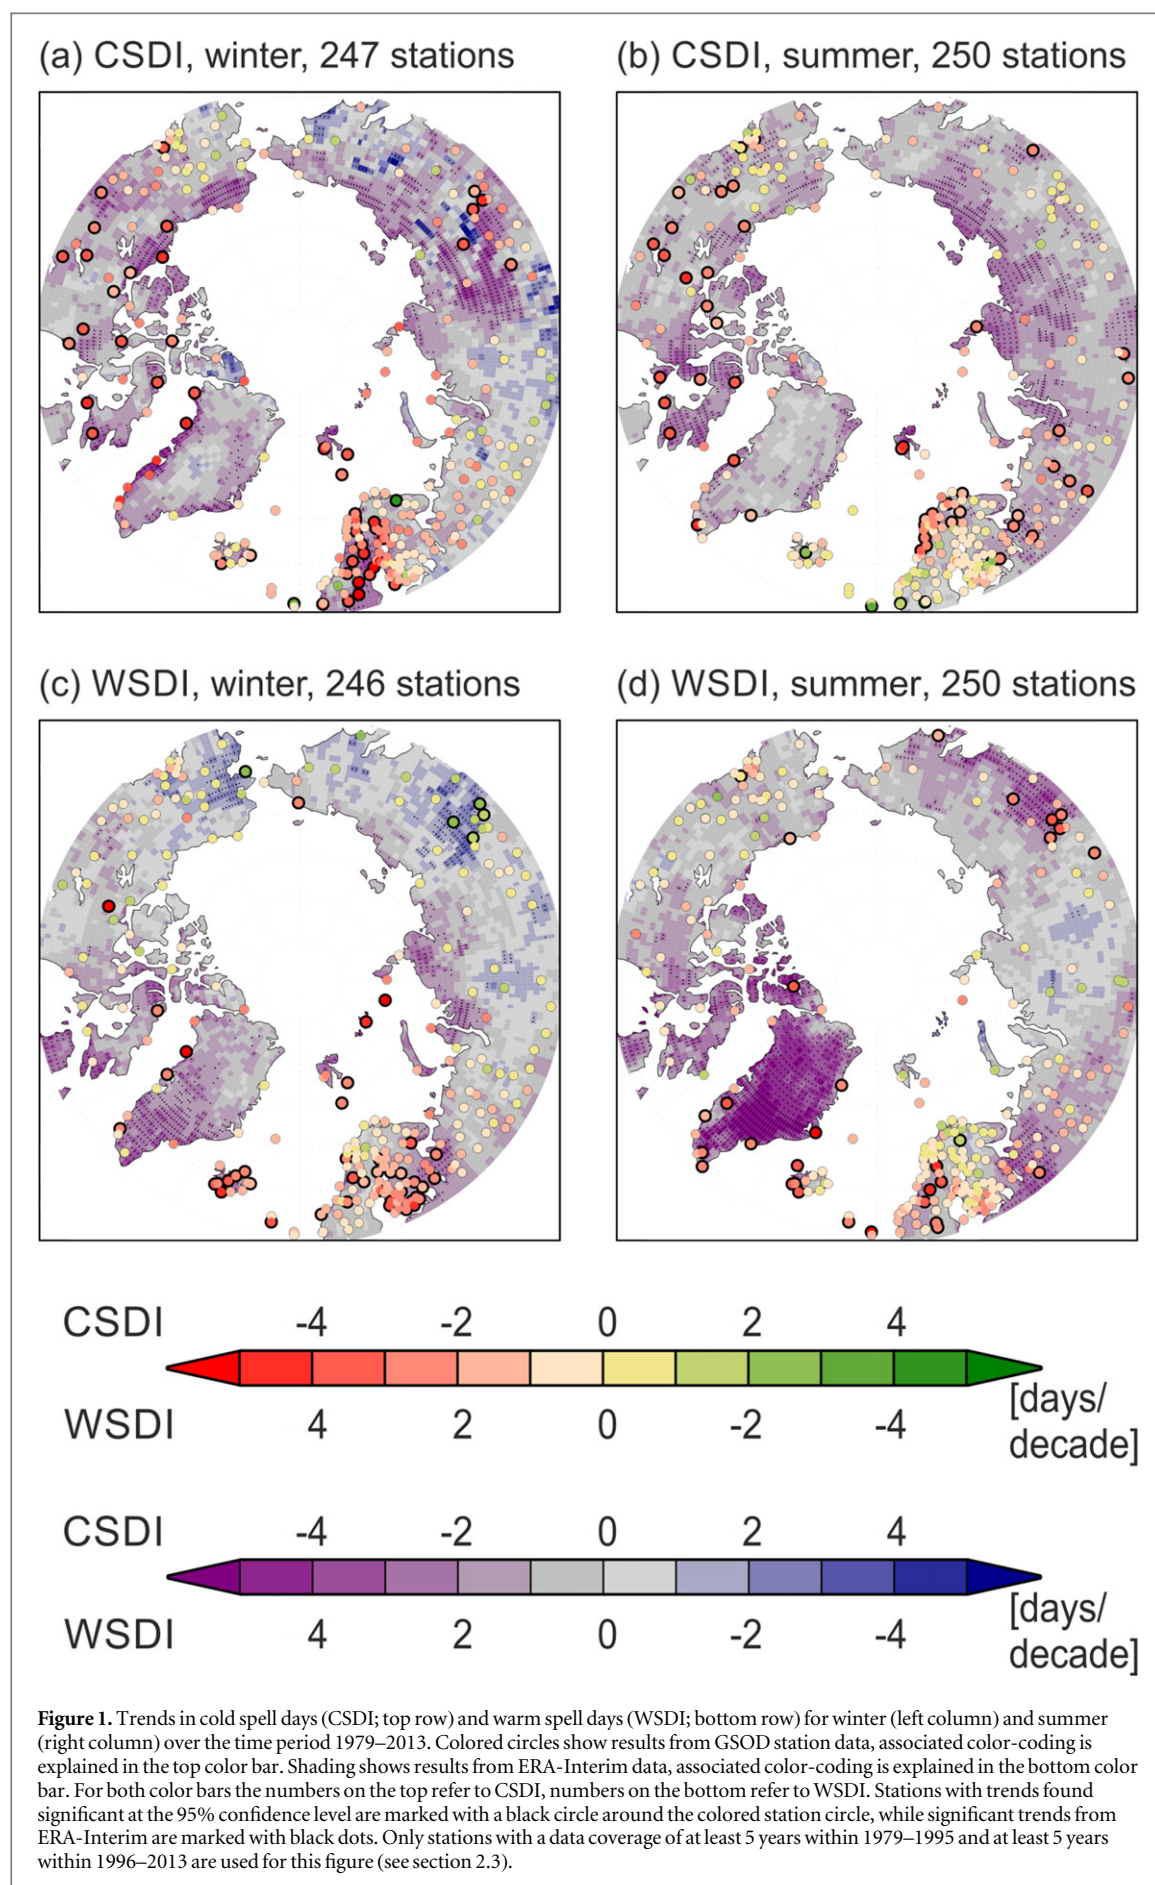 (a) CSDI, winter, 247 stations
(b) CSDI, summer, 250 stations
(c) WSDI, winter, 246 stations
(d) WSDI, summer, 250 stations
CSDI -4 -2 0 2 4
WSDI 4 2 0 -2 -4
[days/
decade]
CSDI -4 -2 0 2 4
WSDI 4 2 0 -2 -4
[days/
decade]
Figure 1. Trends in cold spell days (CSDI; top row) and warm spell days (WSDI; bottom row) for winter (left column) and summer
(right column) over the time period 1979–2013. Colored circles show results from GSOD station data, associated color-coding is
explained in the top color bar. Shading shows results from ERA-Interim data, associated color-coding is explained in the bottom color
bar. For both color bars the numbers on the top refer to CSDI, numbers on the bottom refer to WSDI. Stations with trends found
significant at the 95% confidence level are marked with a black circle around the colored station circle, while significant trends from
ERA-Interim are marked with black dots. Only stations with a data coverage of at least 5 years within 1979–1995 and at least 5 years
within 1996–2013 are used for this figure (see section 2.3).